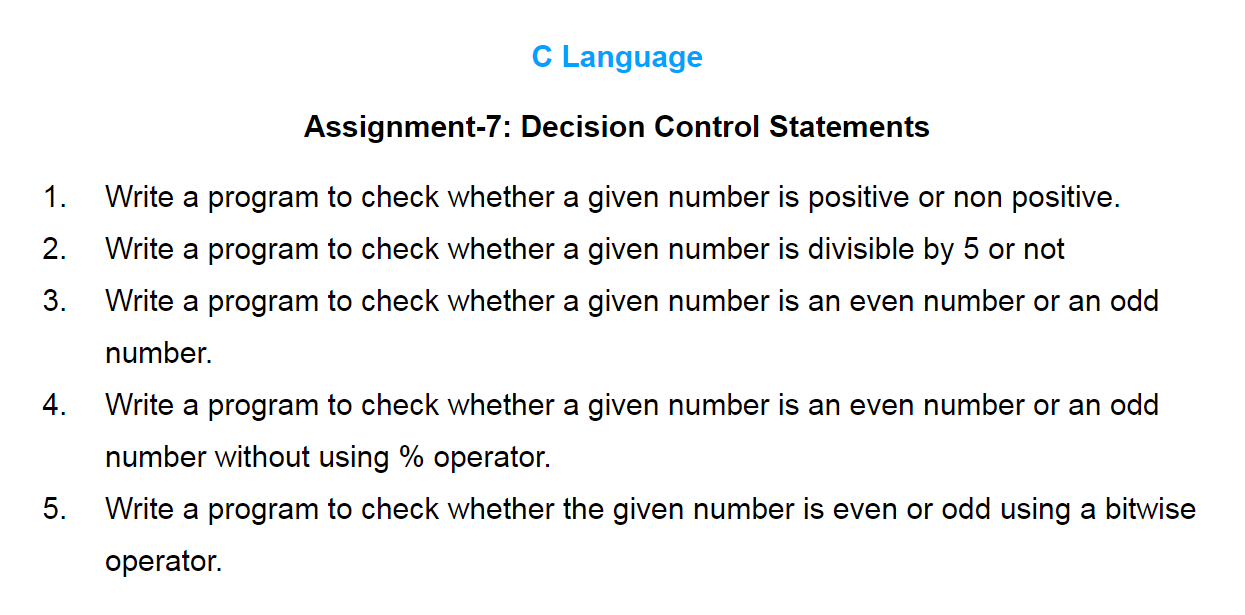 C Language
Assignment-7: Decision Control Statements
1. Write a program to check whether a given number is positive or non positive.
2. Write a program to check whether a given number is divisible by 5 or not
3. Write a program to check whether a given number is an even number or an odd
number.
4. Write a program to check whether a given number is an even number or an odd
number without using % operator.
5. Write a program to check whether the given number is even or odd using a bitwise
operator.